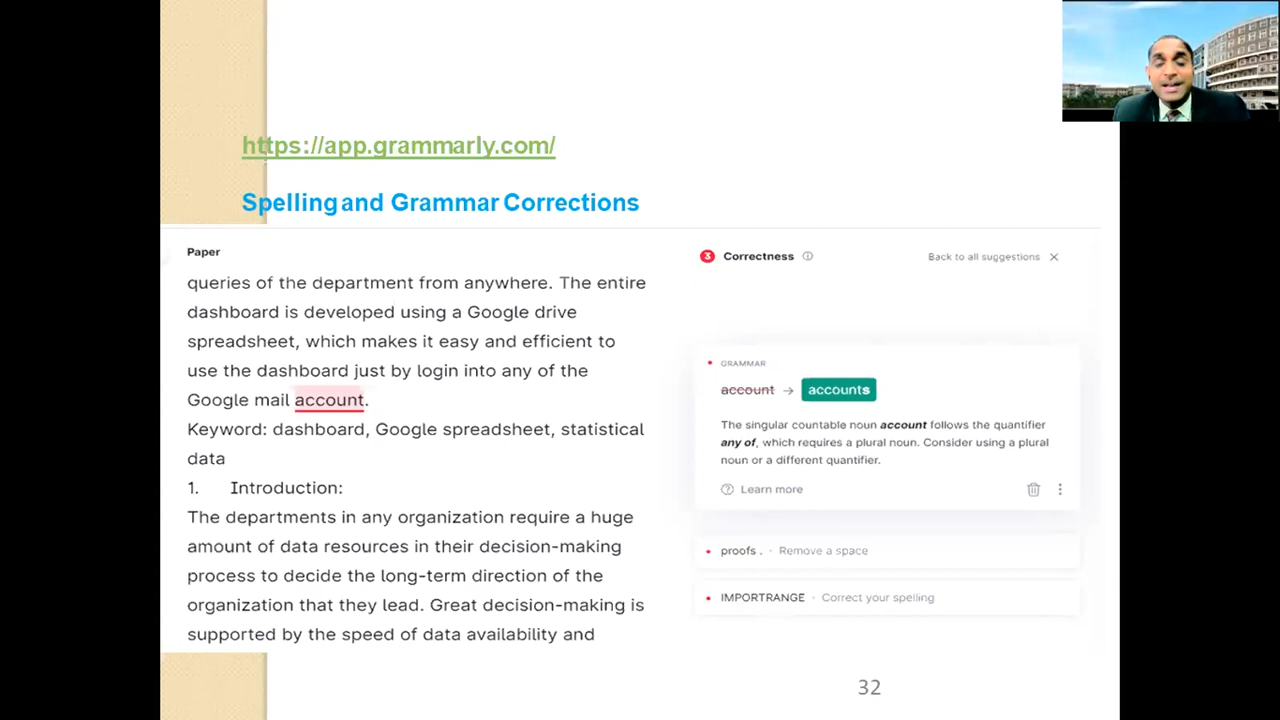 https://app.grammarly.com/
Spelling and Grammar Corrections
Paper
queries of the department from anywhere. The entire
dashboard is developed using a Google drive
spreadsheet, which makes it easy and efficient to
use the dashboard just by login into any of the
Google mail account.
Keyword: dashboard, Google spreadsheet, statistical
data
1. Introduction:
The departments in any organization require a huge
amount of data resources in their decision-making
process to decide the long-term direction of the
organization that they lead. Great decision-making is
supported by the speed of data availability and
3 Correctness
Back to all suggestions
GRAMMAR
account → accounts
The singular countable noun account follows the quantifier
any of, which requires a plural noun. Consider using a plural
noun or a different quantifier.
Learn more
proofs . · Remove a space
IMPORTRANGE · Correct your spelling
32